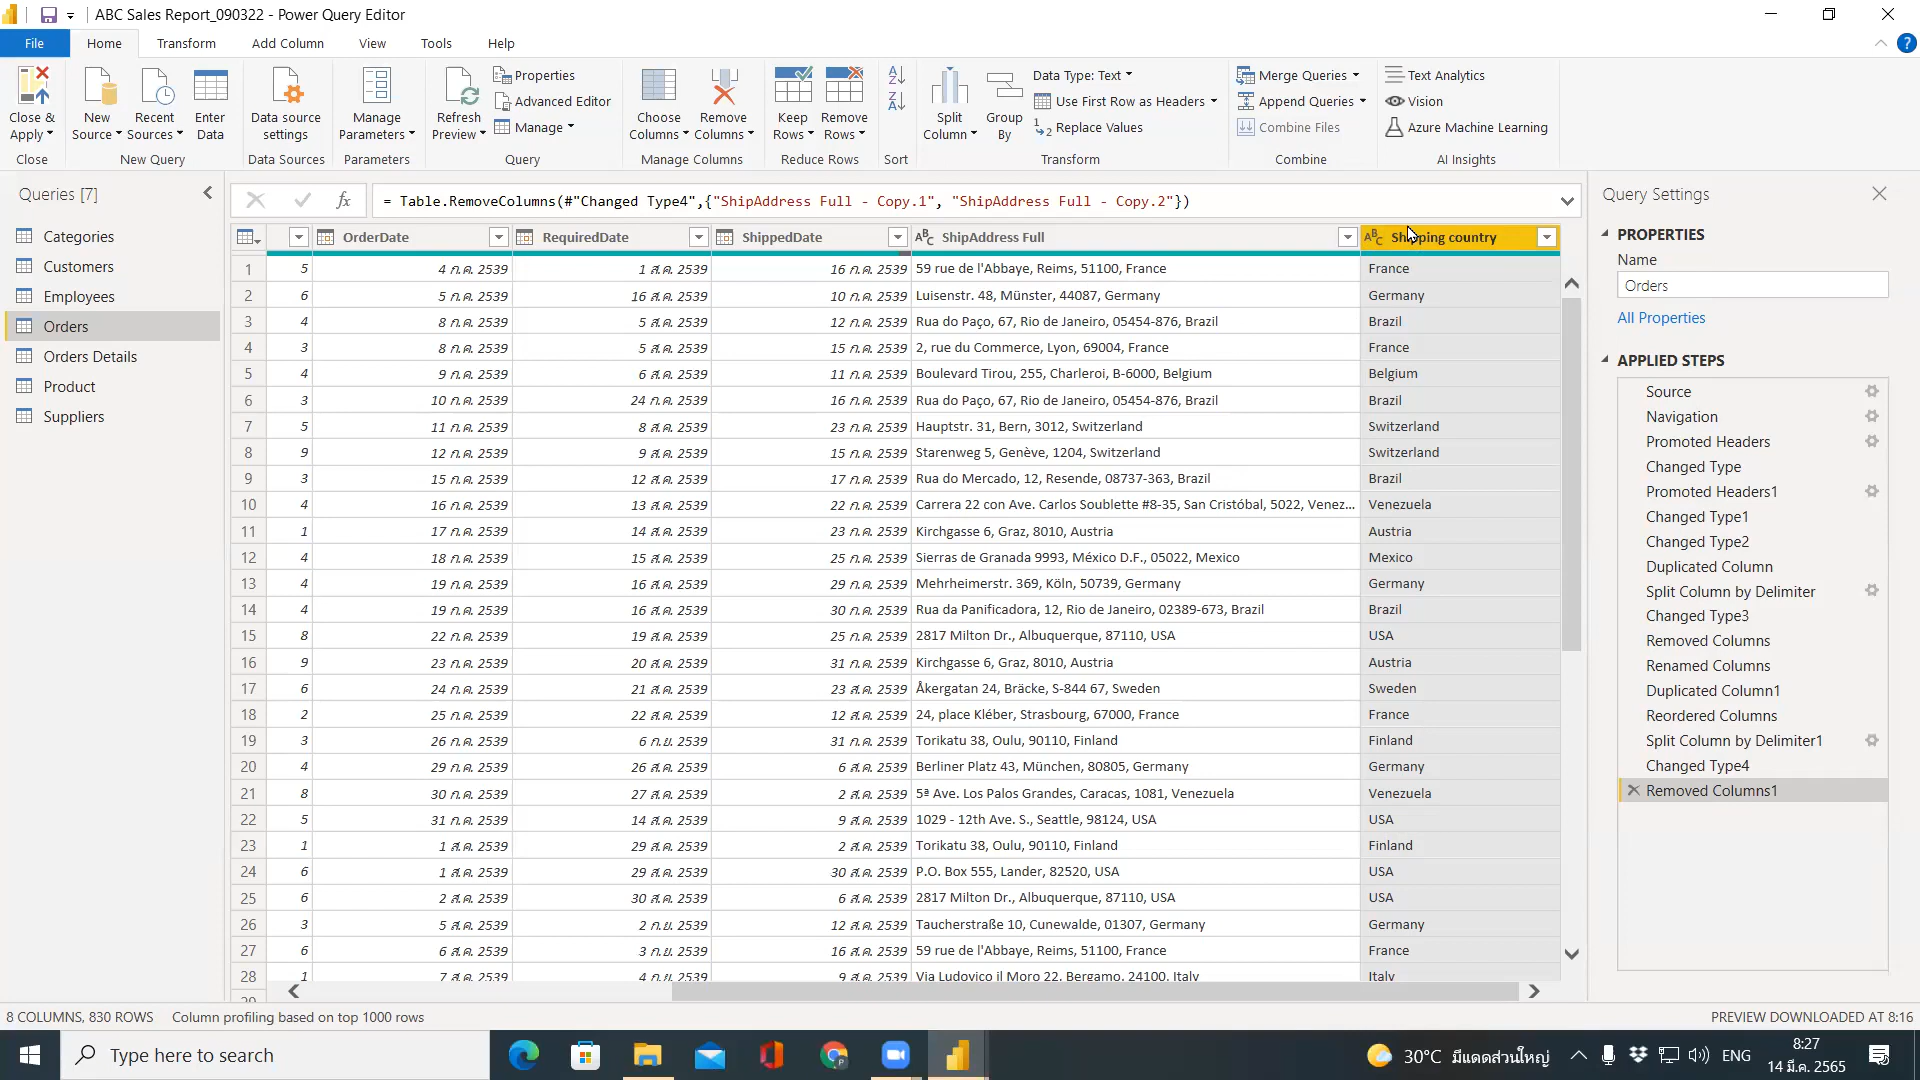 ABC Sales Report_090322 - Power Query Editor
File Home Transform Add Column View Tools Help
Close & Apply
New Source
Recent Sources
Enter Data
Data source settings
Manage Parameters
Refresh Preview
Properties
Advanced Editor
Manage
Choose Columns
Remove Columns
Keep Rows
Remove Rows
Split Column
Group By
Data Type: Text
Use First Row as Headers
Replace Values
Merge Queries
Append Queries
Combine Files
Text Analytics
Vision
Azure Machine Learning
Close New Query Data Sources Parameters Query Manage Columns Reduce Rows Sort Transform Combine AI Insights
Queries [7]
Categories
Customers
Employees
Orders
Orders Details
Product
Suppliers
fx = Table.RemoveColumns(#"Changed Type4",{"ShipAddress Full - Copy.1", "ShipAddress Full - Copy.2"})
OrderDate RequiredDate ShippedDate ABC ShipAddress Full ABC Shipping country
1 5 4 ก.ค. 2539 1 ส.ค. 2539 16 ก.ค. 2539 59 rue de l'Abbaye, Reims, 51100, France France
2 6 5 ก.ค. 2539 16 ส.ค. 2539 10 ก.ค. 2539 Luisenstr. 48, Münster, 44087, Germany Germany
3 4 8 ก.ค. 2539 5 ส.ค. 2539 12 ก.ค. 2539 Rua do Paço, 67, Rio de Janeiro, 05454-876, Brazil Brazil
4 3 8 ก.ค. 2539 5 ส.ค. 2539 15 ก.ค. 2539 2, rue du Commerce, Lyon, 69004, France France
5 4 9 ก.ค. 2539 6 ส.ค. 2539 11 ก.ค. 2539 Boulevard Tirou, 255, Charleroi, B-6000, Belgium Belgium
6 3 10 ก.ค. 2539 24 ก.ค. 2539 16 ก.ค. 2539 Rua do Paço, 67, Rio de Janeiro, 05454-876, Brazil Brazil
7 5 11 ก.ค. 2539 8 ส.ค. 2539 23 ก.ค. 2539 Hauptstr. 31, Bern, 3012, Switzerland Switzerland
8 9 12 ก.ค. 2539 9 ส.ค. 2539 15 ก.ค. 2539 Starenweg 5, Genève, 1204, Switzerland Switzerland
9 3 15 ก.ค. 2539 12 ส.ค. 2539 17 ก.ค. 2539 Rua do Mercado, 12, Resende, 08737-363, Brazil Brazil
10 4 16 ก.ค. 2539 13 ส.ค. 2539 22 ก.ค. 2539 Carrera 22 con Ave. Carlos Soublette #8-35, San Cristóbal, 5022, Venez... Venezuela
11 1 17 ก.ค. 2539 14 ส.ค. 2539 23 ก.ค. 2539 Kirchgasse 6, Graz, 8010, Austria Austria
12 4 18 ก.ค. 2539 15 ส.ค. 2539 25 ก.ค. 2539 Sierras de Granada 9993, México D.F., 05022, Mexico Mexico
13 4 19 ก.ค. 2539 16 ส.ค. 2539 29 ก.ค. 2539 Mehrheimerstr. 369, Köln, 50739, Germany Germany
14 4 19 ก.ค. 2539 16 ส.ค. 2539 30 ก.ค. 2539 Rua da Panificadora, 12, Rio de Janeiro, 02389-673, Brazil Brazil
15 8 22 ก.ค. 2539 19 ส.ค. 2539 25 ก.ค. 2539 2817 Milton Dr., Albuquerque, 87110, USA USA
16 9 23 ก.ค. 2539 20 ส.ค. 2539 31 ก.ค. 2539 Kirchgasse 6, Graz, 8010, Austria Austria
17 6 24 ก.ค. 2539 21 ส.ค. 2539 23 ส.ค. 2539 Åkergatan 24, Bräcke, S-844 67, Sweden Sweden
18 2 25 ก.ค. 2539 22 ส.ค. 2539 12 ส.ค. 2539 24, place Kléber, Strasbourg, 67000, France France
19 3 26 ก.ค. 2539 6 ก.ย. 2539 31 ก.ค. 2539 Torikatu 38, Oulu, 90110, Finland Finland
20 4 29 ก.ค. 2539 26 ส.ค. 2539 6 ส.ค. 2539 Berliner Platz 43, München, 80805, Germany Germany
21 8 30 ก.ค. 2539 27 ส.ค. 2539 2 ส.ค. 2539 5ª Ave. Los Palos Grandes, Caracas, 1081, Venezuela Venezuela
22 5 31 ก.ค. 2539 14 ส.ค. 2539 9 ส.ค. 2539 1029 - 12th Ave. S., Seattle, 98124, USA USA
23 1 1 ส.ค. 2539 29 ส.ค. 2539 2 ส.ค. 2539 Torikatu 38, Oulu, 90110, Finland Finland
24 6 1 ส.ค. 2539 29 ส.ค. 2539 30 ส.ค. 2539 P.O. Box 555, Lander, 82520, USA USA
25 6 2 ส.ค. 2539 30 ส.ค. 2539 6 ส.ค. 2539 2817 Milton Dr., Albuquerque, 87110, USA USA
26 3 5 ส.ค. 2539 2 ก.ย. 2539 12 ส.ค. 2539 Taucherstraße 10, Cunewalde, 01307, Germany Germany
27 6 6 ส.ค. 2539 3 ก.ย. 2539 16 ส.ค. 2539 59 rue de l'Abbaye, Reims, 51100, France France
28 1 7 ส.ค. 2539 4 ก.ย. 2539 9 ส.ค. 2539 Via Ludovico il Moro 22, Bergamo, 24100, Italy Italy
29
Query Settings
PROPERTIES
Name
Orders
All Properties
APPLIED STEPS
Source
Navigation
Promoted Headers
Changed Type
Promoted Headers1
Changed Type1
Changed Type2
Duplicated Column
Split Column by Delimiter
Changed Type3
Removed Columns
Renamed Columns
Duplicated Column1
Reordered Columns
Split Column by Delimiter1
Changed Type4
Removed Columns1
8 COLUMNS, 830 ROWS Column profiling based on top 1000 rows PREVIEW DOWNLOADED AT 8:16
Type here to search
30°C มีแดดส่วนใหญ่ ENG
8:27
14 มี.ค. 2565